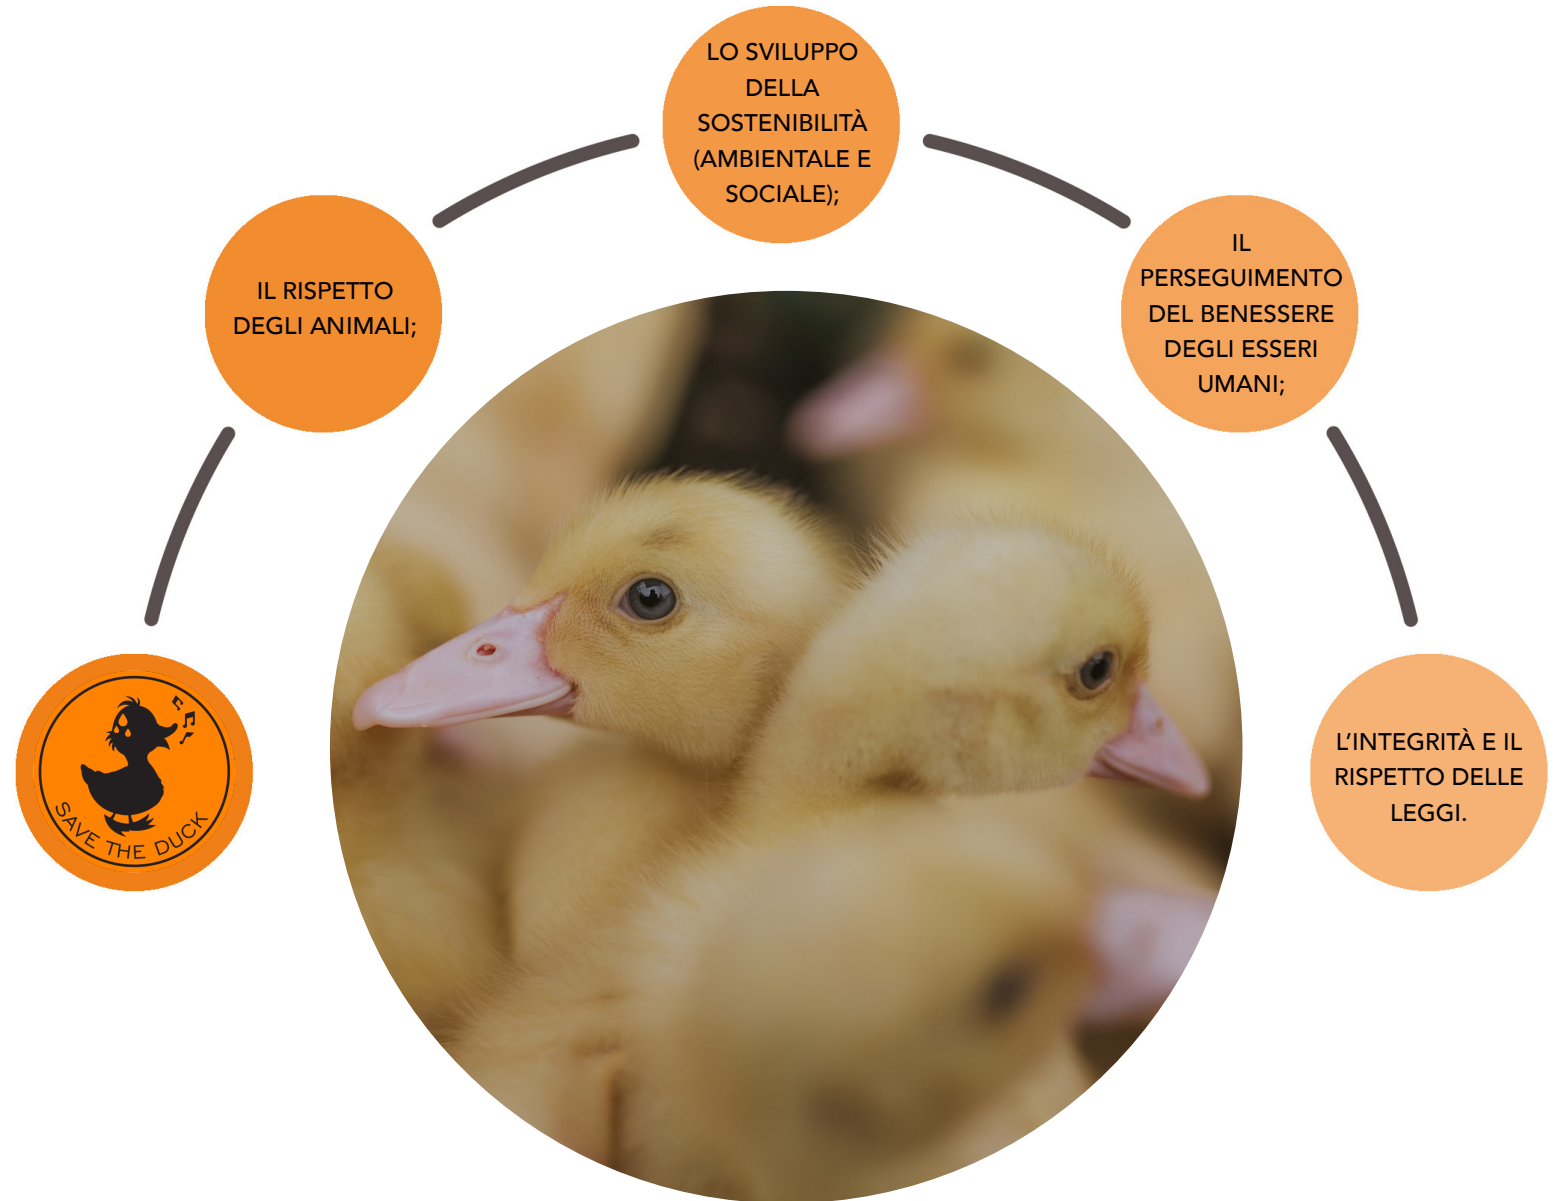 LO SVILUPPO
DELLA
SOSTENIBILITÀ
(AMBIENTALE E
SOCIALE);
IL RISPETTO
DEGLI ANIMALI;
IL
PERSEGUIMENTO
DEL BENESSERE
DEGLI ESSERI
UMANI;
SAVE THE DUCK
L'INTEGRITÀ E IL
RISPETTO DELLE
LEGGI.